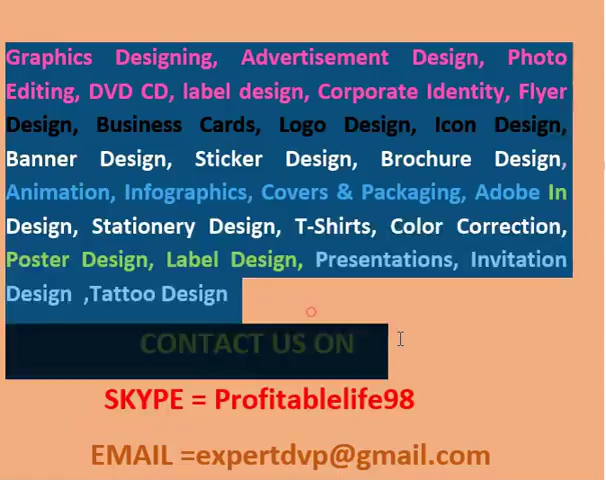 Graphics Designing, Advertisement Design, Photo
Editing, DVD CD, label design, Corporate Identity, Flyer
Design, Business Cards, Logo Design, Icon Design,
Banner Design, Sticker Design, Brochure Design,
Animation, Infographics, Covers & Packaging, Adobe In
Design, Stationery Design, T-Shirts, Color Correction,
Poster Design, Label Design, Presentations, Invitation
Design ,Tattoo Design
CONTACT US ON
SKYPE = Profitablelife98
EMAIL =expertdvp@gmail.com